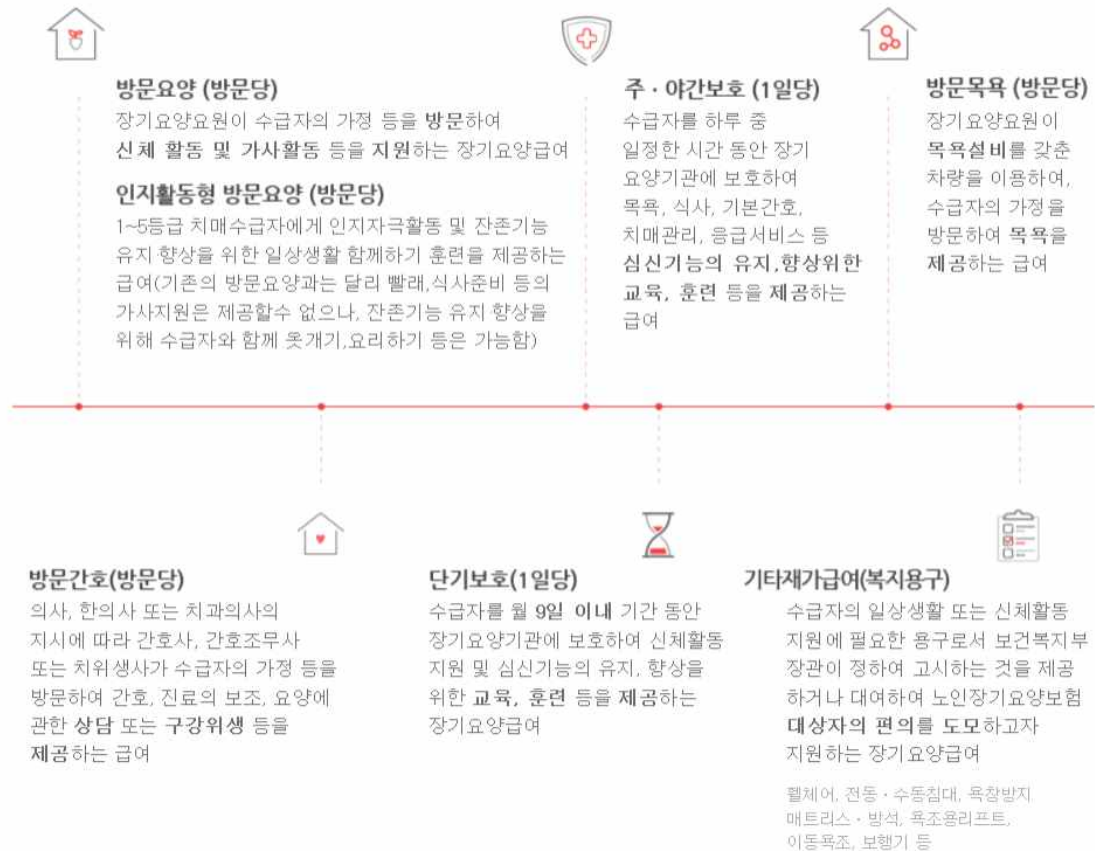 방문요양 (방문당)
장기요양요원이 수급자의 가정 등을 방문하여
신체 활동 및 가사활동 등을 지원하는 장기요양급여
인지활동형 방문요양 (방문당)
1~5등급 치매수급자에게 인지자극활동 및 잔존기능
유지 향상을 위한 일상생활 함께하기 훈련을 제공하는
급여(기존의 방문요양과는 달리 빨래,식사준비 등의
가사지원은 제공할수 없으나, 잔존기능 유지 향상을
위해 수급자와 함께 옷개기,요리하기 등은 가능함)
주·야간보호 (1일당)
수급자를 하루 중
일정한 시간 동안 장기
요양기관에 보호하여
목욕, 식사, 기본간호,
치매관리, 응급서비스 등
심신기능의 유지,향상위한
교육, 훈련 등을 제공하는
급여
방문목욕 (방문당)
장기요양요원이
목욕설비를 갖춘
차량을 이용하여,
수급자의 가정을
방문하여 목욕을
제공하는 급여
방문간호(방문당)
의사, 한의사 또는 치과의사의
지시에 따라 간호사, 간호조무사
또는 치위생사가 수급자의 가정 등을
방문하여 간호, 진료의 보조, 요양에
관한 상담 또는 구강위생 등을
제공하는 급여
단기보호(1일당)
수급자를 월 9일 이내 기간 동안
장기요양기관에 보호하여 신체활동
지원 및 심신기능의 유지, 향상을
위한 교육, 훈련 등을 제공하는
장기요양급여
기타재가급여(복지용구)
수급자의 일상생활 또는 신체활동
지원에 필요한 용구로서 보건복지부
장관이 정하여 고시하는 것을 제공
하거나 대여하여 노인장기요양보험
대상자의 편의를 도모하고자
지원하는 장기요양급여
휠체어, 전동·수동침대, 욕창방지
매트리스·방석, 욕조용리프트,
이동욕조, 보행기 등